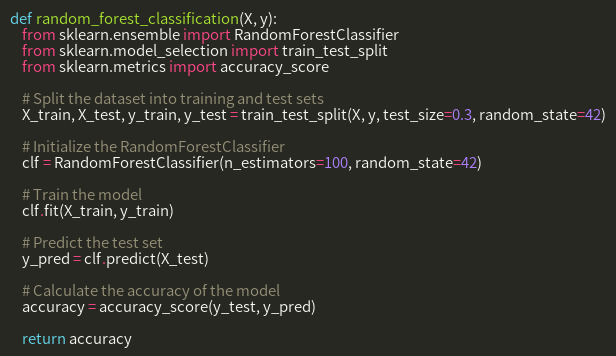 def random_forest_classification(X, y):
    from sklearn.ensemble import RandomForestClassifier
    from sklearn.model_selection import train_test_split
    from sklearn.metrics import accuracy_score
    # Split the dataset into training and test sets
    X_train, X_test, y_train, y_test = train_test_split(X, y, test_size=0.3, random_state=42)
    # Initialize the RandomForestClassifier
    clf = RandomForestClassifier(n_estimators=100, random_state=42)
    # Train the model
    clf.fit(X_train, y_train)
    # Predict the test set
    y_pred = clf.predict(X_test)
    # Calculate the accuracy of the model
    accuracy = accuracy_score(y_test, y_pred)
    return accuracy